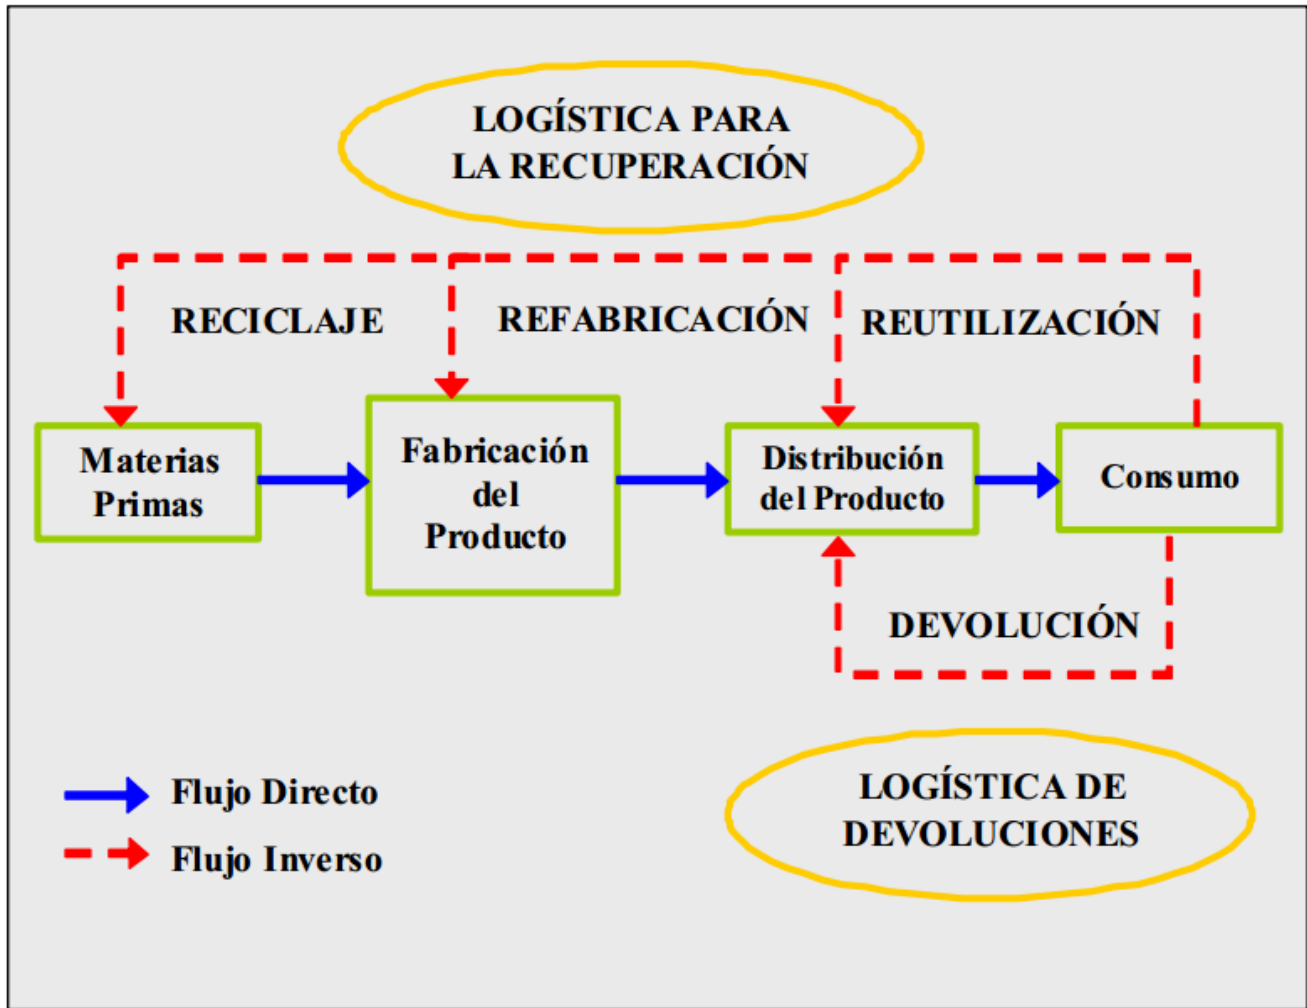 LOGÍSTICA PARA
LA RECUPERACIÓN
RECICLAJE
REFABRICACIÓN
REUTILIZACIÓN
Materias
Primas
Fabricación
del
Producto
Distribución
del Producto
Consumo
DEVOLUCIÓN
LOGÍSTICA DE
DEVOLUCIONES
Flujo Directo
Flujo Inverso